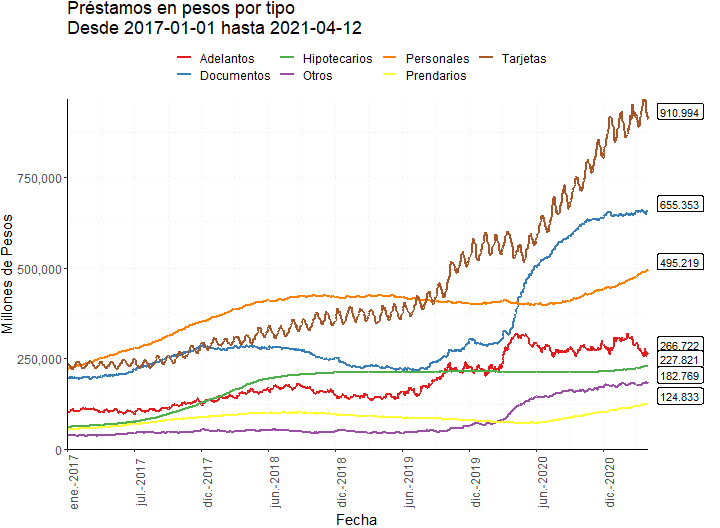 Préstamos en pesos por tipo
Desde 2017-01-01 hasta 2021-04-12
Adelantos Hipotecarios Personales Tarjetas
Documentos Otros Prendarios
Millones de Pesos
750,000
500,000
250,000
0
910.994
655.353
495.219
266.722
227.821
182.769
124.833
ene.-2017
jul.-2017
dic.-2017
jun.-2018
dic.-2018
jun.-2019
dic.-2019
jun.-2020
dic.-2020
Fecha